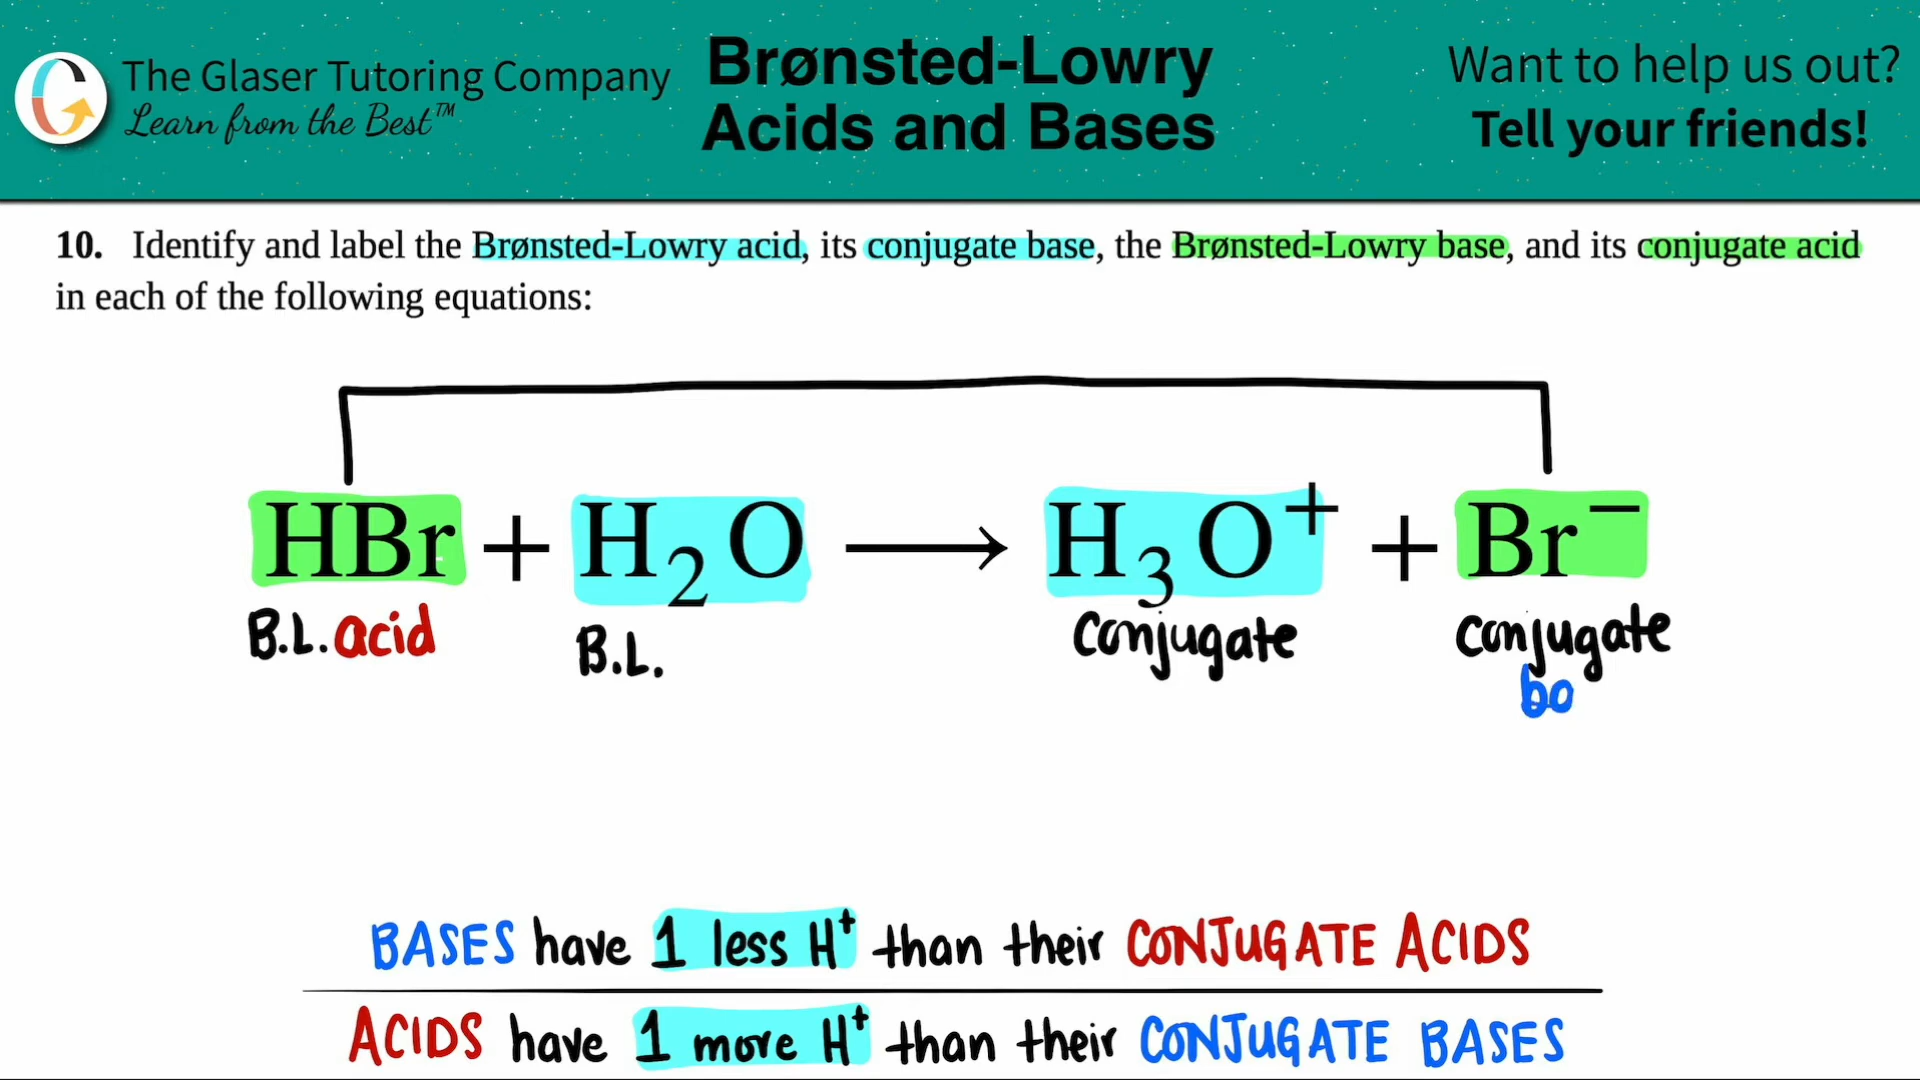 The Glaser Tutoring Company
Learn from the Best™
Brønsted-Lowry
Acids and Bases
Want to help us out?
Tell your friends!
10. Identify and label the Brønsted-Lowry acid, its conjugate base, the Brønsted-Lowry base, and its conjugate acid
in each of the following equations:
HBr + H₂O ⟶ H₃O⁺ + Br⁻
B.L. acid B.L. Conjugate conjugate
bo
BASES have 1 less H⁺ than their CONJUGATE ACIDS
ACIDS have 1 more H⁺ than their CONJUGATE BASES